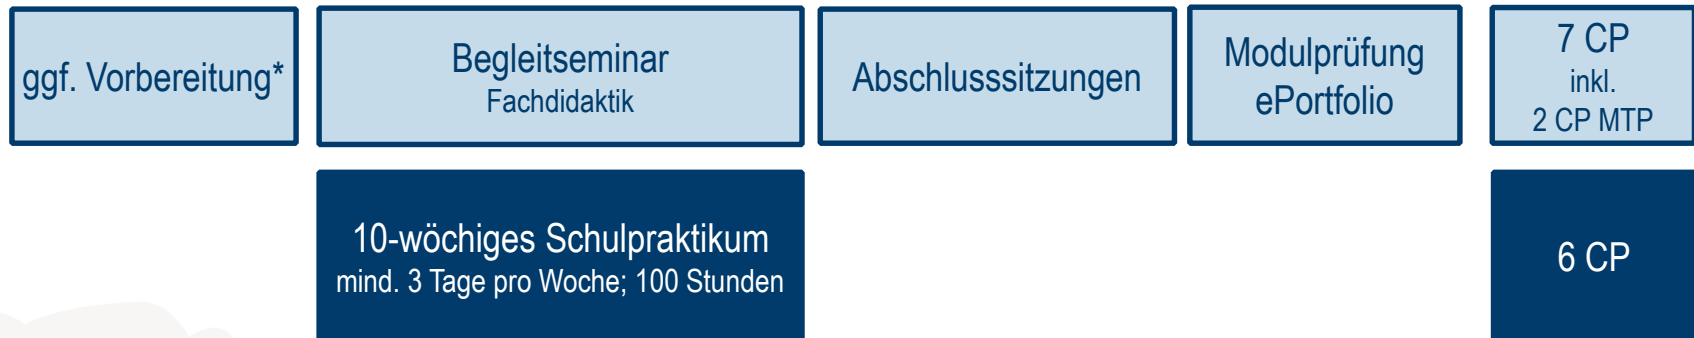 ggf. Vorbereitung*
Begleitseminar
Fachdidaktik
Abschlusssitzungen
Modulprüfung
ePortfolio
7 CP
inkl.
2 CP MTP
10-wöchiges Schulpraktikum
mind. 3 Tage pro Woche; 100 Stunden
6 CP